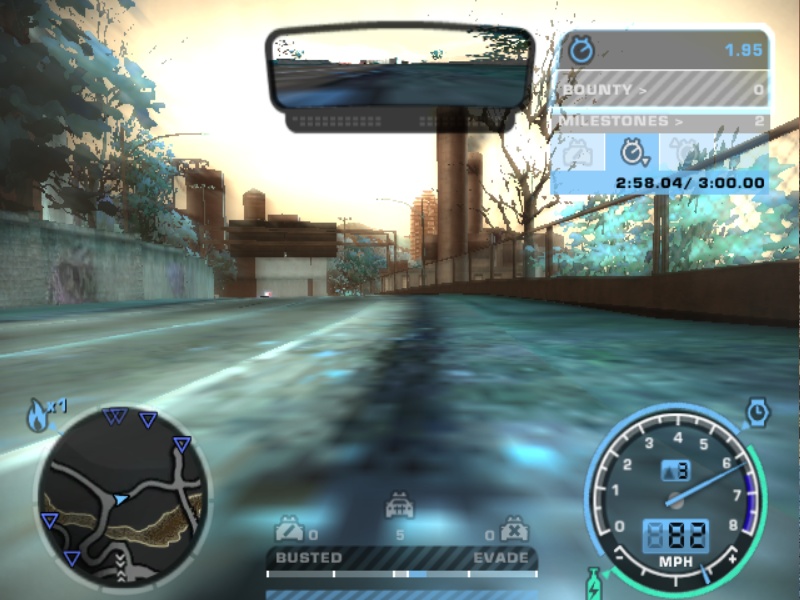 1.95
BOUNTY > 0
MILESTONES > 2
2:58.04/ 3:00.00
x1
0 1 2 3 4 5 6 7 8
3
82
MPH
- +
0 5 0
BUSTED EVADE